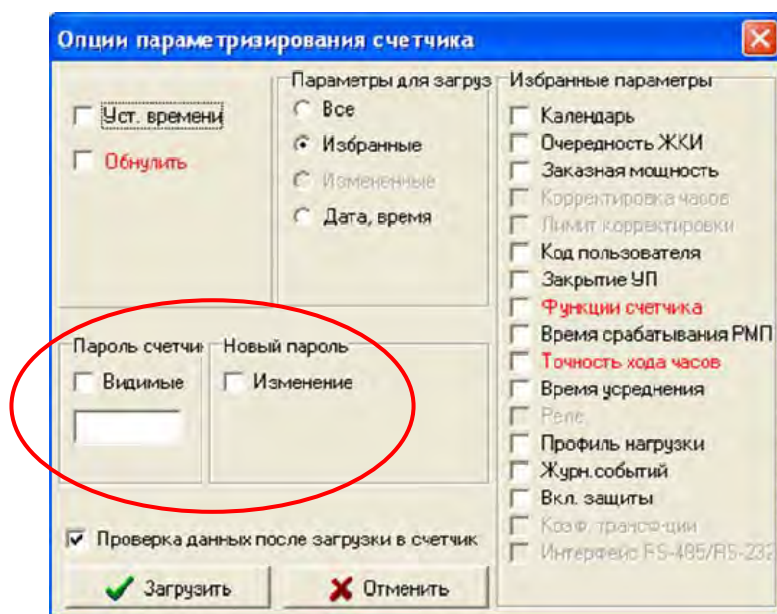 Опции параметризирования счетчика
Уст. времени
Обнулить
Параметры для загруз
Все
Избранные
Измененные
Дата, время
Избранные параметры
Календарь
Очередность ЖКИ
Заказная мощность
Корректировка часов
Лимит корректировки
Код пользователя
Закрытие УП
Функции счетчика
Время срабатывания РМП
Точность хода часов
Время усреднения
Реле
Профиль нагрузки
Журн.событий
Вкл. защиты
Коэф. трансф-ции
Интерфейс RS-485/RS-232
Пароль счетчи
Видимые
Новый пароль
Изменение
Проверка данных после загрузки в счетчик
Загрузить
Отменить